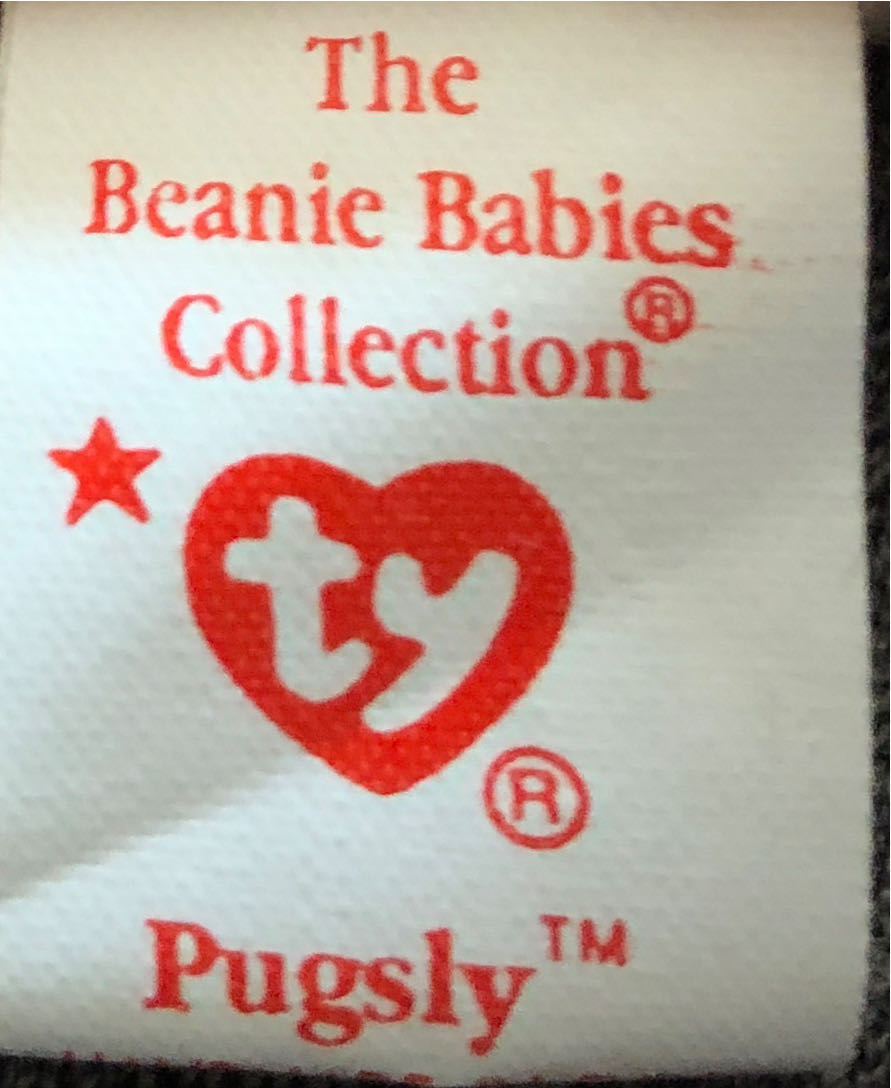 The
Beanie Babies
Collection®
ty
®
Pugsly™